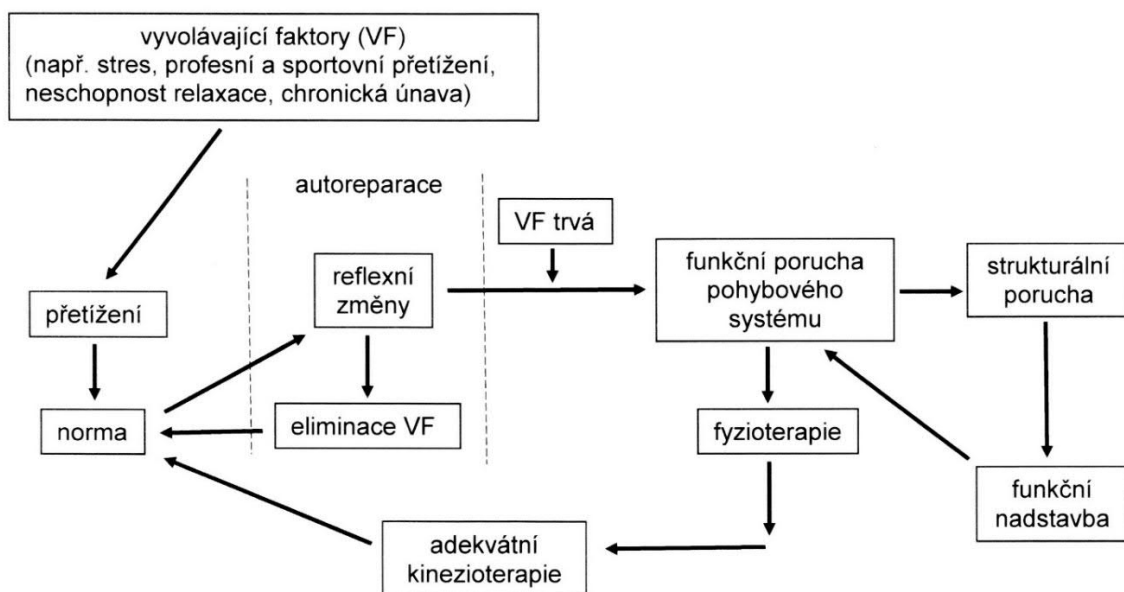 vyvolávající faktory (VF)
(např. stres, profesní a sportovní přetížení,
neschopnost relaxace, chronická únava)
autoreparace
VF trvá
reflexní
změny
funkční porucha
pohybového
systému
strukturální
porucha
přetížení
norma
eliminace VF
fyzioterapie
funkční
nadstavba
adekvátní
kinezioterapie